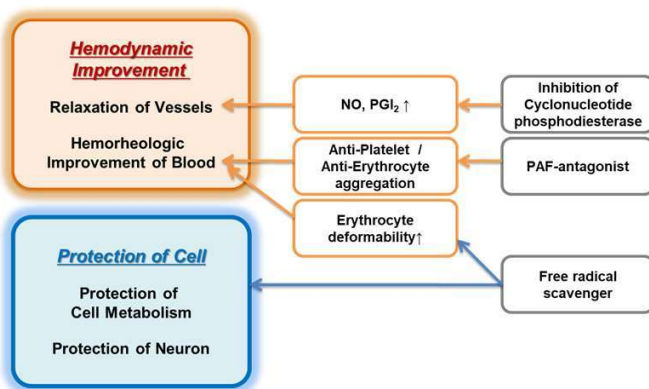 Hemodynamic
Improvement
Relaxation of Vessels
Hemorheologic
Improvement of Blood
NO, PGI₂ ↑
Inhibition of
Cyclonucleotide
phosphodiesterase
Anti-Platelet /
Anti-Erythrocyte
aggregation
PAF-antagonist
Erythrocyte
deformability↑
Protection of Cell
Protection of
Cell Metabolism
Protection of Neuron
Free radical
scavenger